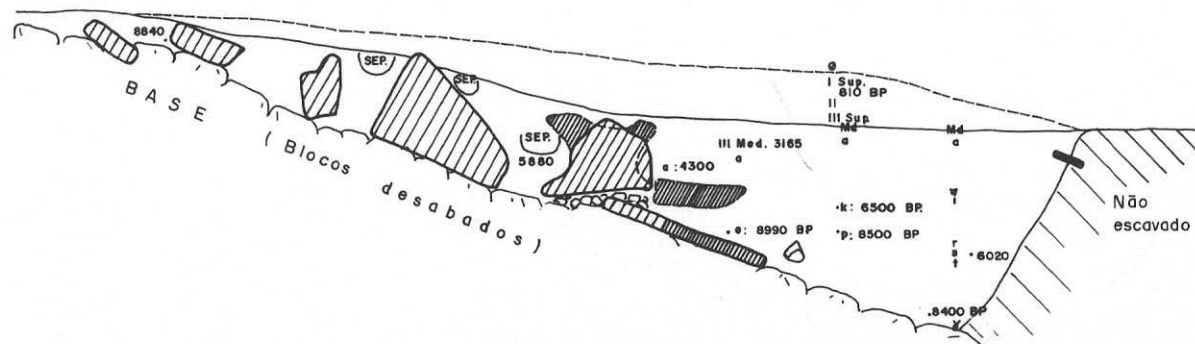 8840.
BASE (Blocos desabados)
SEP.
SEP.
SEP.
5880
III Med. 3165
a
a : 4300
.e: 8990 BP
0
I Sup.
810 BP
II
III Sup.
Md
a
Md
a
·k: 6500 BP.
·p: 8500 BP
r
s
t
·6020
.8400 BP
Não
escavado